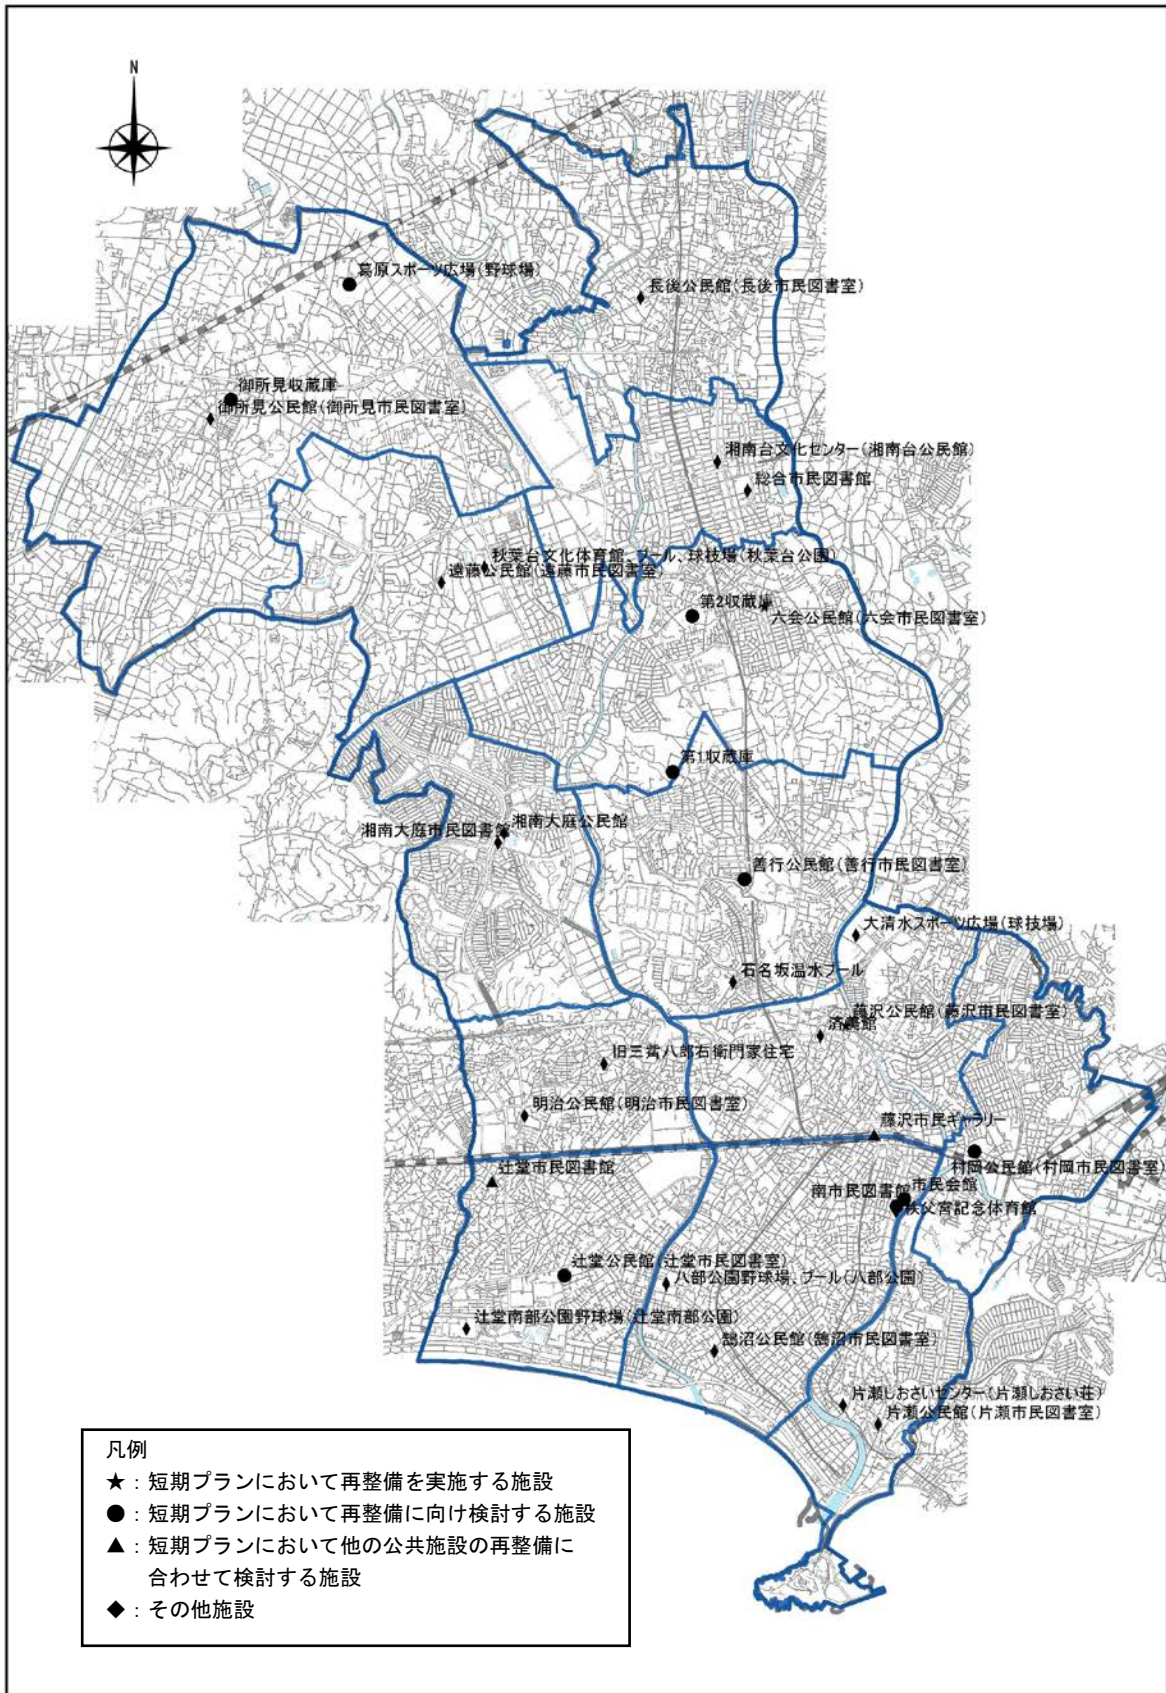 N
葛原スポーツ広場(野球場)
長後公民館(長後市民図書室)
御所見収蔵庫
御所見公民館(御所見市民図書室)
湘南台文化センター(湘南台公民館)
総合市民図書館
秋葉台文化体育館、プール、球技場(秋葉台公園)
遠藤公民館(遠藤市民図書室)
第2収蔵庫
六会公民館(六会市民図書室)
第1収蔵庫
湘南大庭公民館
湘南大庭市民図書館
善行公民館(善行市民図書室)
大清水スポーツ広場(球技場)
石名坂温水プール
藤沢公民館(藤沢市民図書室)
済美館
旧三觜八郎右衛門家住宅
明治公民館(明治市民図書室)
藤沢市民ギャラリー
辻堂市民図書館
村岡公民館(村岡市民図書室)
市民会館
南市民図書館
秩父宮記念体育館
辻堂公民館(辻堂市民図書室)
八部公園野球場、プール(八部公園)
辻堂南部公園野球場(辻堂南部公園)
鵠沼公民館(鵠沼市民図書室)
片瀬しおさいセンター(片瀬しおさい荘)
片瀬公民館(片瀬市民図書室)
凡例
★：短期プランにおいて再整備を実施する施設
●：短期プランにおいて再整備に向け検討する施設
▲：短期プランにおいて他の公共施設の再整備に
合わせて検討する施設
◆：その他施設